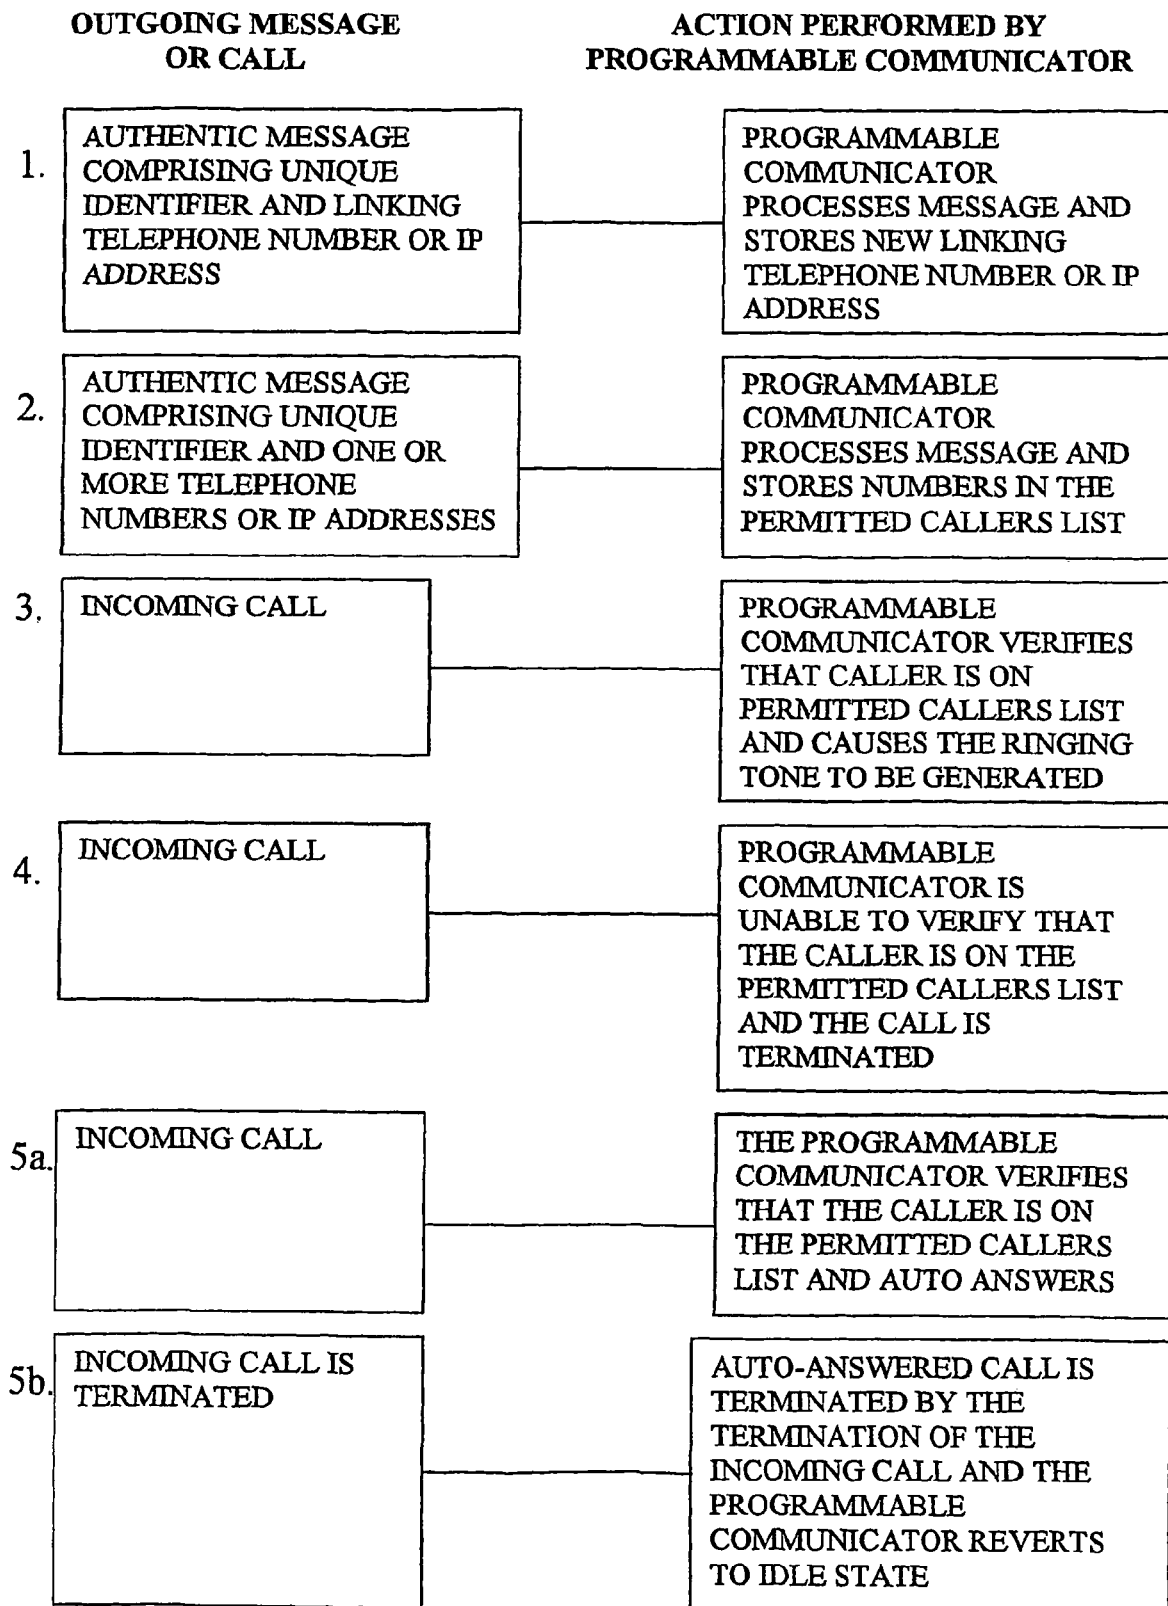 OUTGOING MESSAGE
OR CALL
ACTION PERFORMED BY
PROGRAMMABLE COMMUNICATOR
1.
AUTHENTIC MESSAGE
COMPRISING UNIQUE
IDENTIFIER AND LINKING
TELEPHONE NUMBER OR IP
ADDRESS
PROGRAMMABLE
COMMUNICATOR
PROCESSES MESSAGE AND
STORES NEW LINKING
TELEPHONE NUMBER OR IP
ADDRESS
2.
AUTHENTIC MESSAGE
COMPRISING UNIQUE
IDENTIFIER AND ONE OR
MORE TELEPHONE
NUMBERS OR IP ADDRESSES
PROGRAMMABLE
COMMUNICATOR
PROCESSES MESSAGE AND
STORES NUMBERS IN THE
PERMITTED CALLERS LIST
3.
INCOMING CALL
PROGRAMMABLE
COMMUNICATOR VERIFIES
THAT CALLER IS ON
PERMITTED CALLERS LIST
AND CAUSES THE RINGING
TONE TO BE GENERATED
4.
INCOMING CALL
PROGRAMMABLE
COMMUNICATOR IS
UNABLE TO VERIFY THAT
THE CALLER IS ON THE
PERMITTED CALLERS LIST
AND THE CALL IS
TERMINATED
5a.
INCOMING CALL
THE PROGRAMMABLE
COMMUNICATOR VERIFIES
THAT THE CALLER IS ON
THE PERMITTED CALLERS
LIST AND AUTO ANSWERS
5b.
INCOMING CALL IS
TERMINATED
AUTO-ANSWERED CALL IS
TERMINATED BY THE
TERMINATION OF THE
INCOMING CALL AND THE
PROGRAMMABLE
COMMUNICATOR REVERTS
TO IDLE STATE